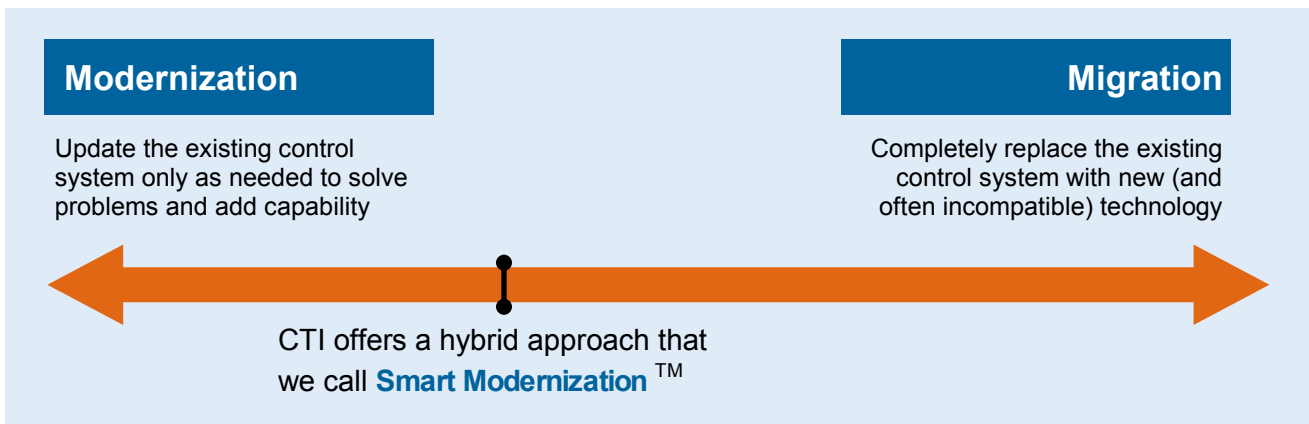 Modernization
Update the existing control
system only as needed to solve
problems and add capability
Migration
Completely replace the existing
control system with new (and
often incompatible) technology
CTI offers a hybrid approach that
we call Smart Modernization TM